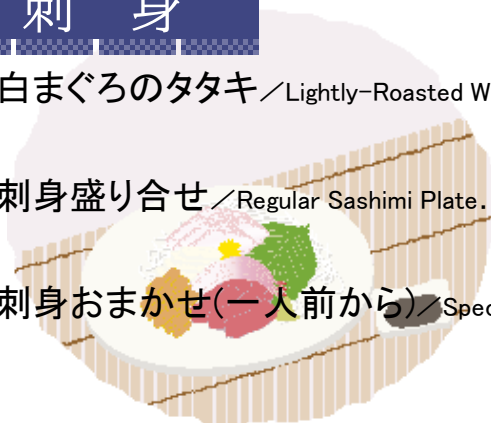 刺 身
白まぐろのタタキ／Lightly-Roasted W
刺身盛り合せ／Regular Sashimi Plate.
刺身おまかせ(一人前から)／Spec